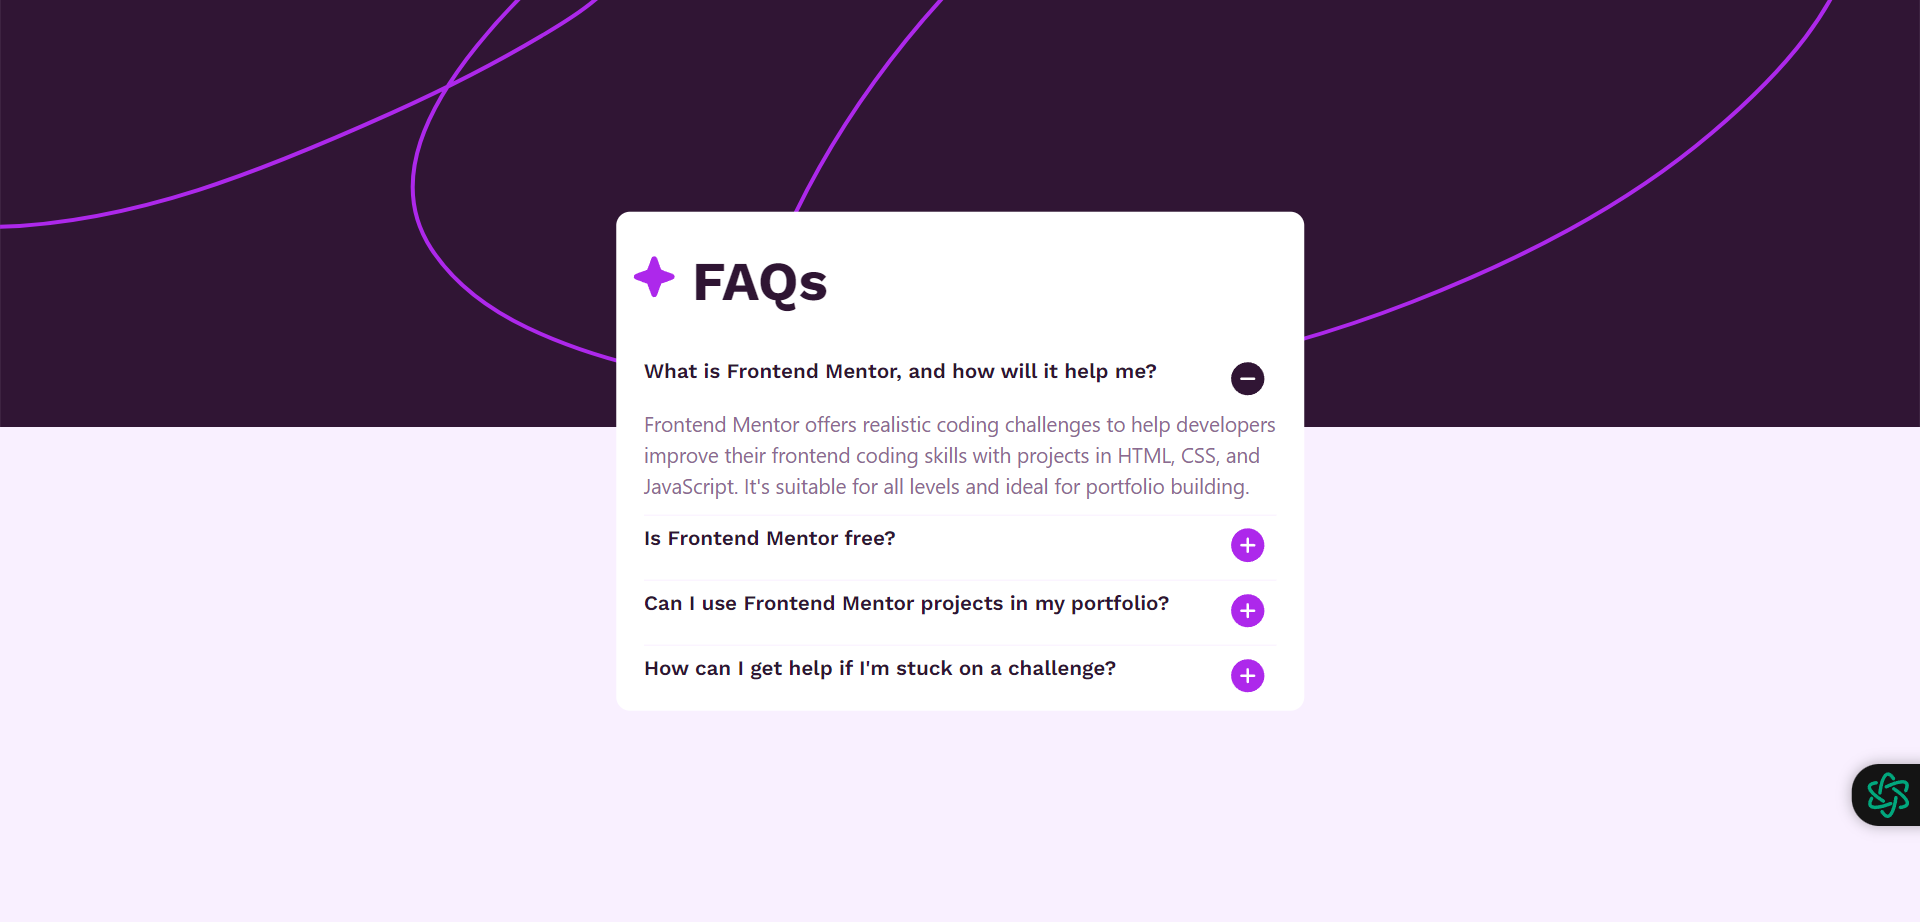 FAQs
What is Frontend Mentor, and how will it help me?
Frontend Mentor offers realistic coding challenges to help developers
improve their frontend coding skills with projects in HTML, CSS, and
JavaScript. It's suitable for all levels and ideal for portfolio building.
Is Frontend Mentor free?
Can I use Frontend Mentor projects in my portfolio?
How can I get help if I'm stuck on a challenge?